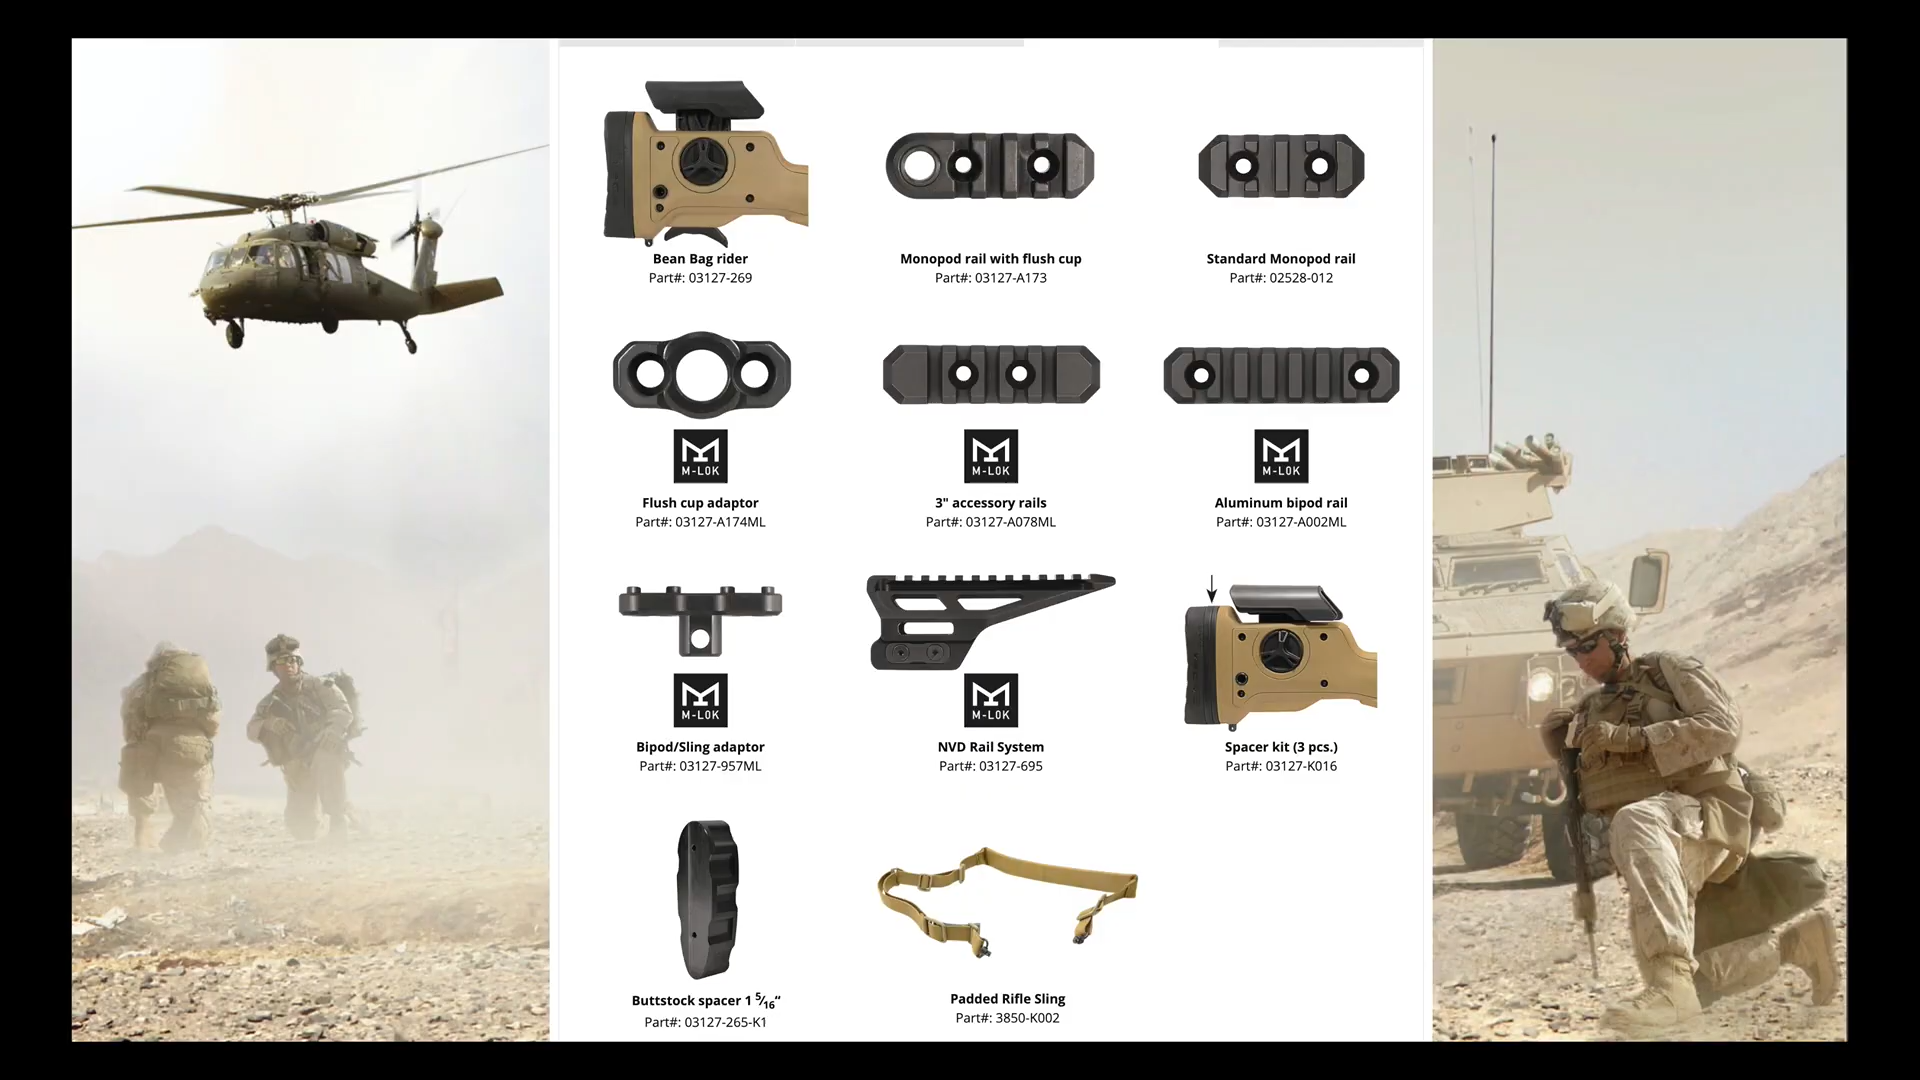 Bean Bag rider
Part#: 03127-269
Monopod rail with flush cup
Part#: 03127-A173
Standard Monopod rail
Part#: 02528-012
M-LOK
Flush cup adaptor
Part#: 03127-A174ML
M-LOK
3" accessory rails
Part#: 03127-A078ML
M-LOK
Aluminum bipod rail
Part#: 03127-A002ML
M-LOK
Bipod/Sling adaptor
Part#: 03127-957ML
M-LOK
NVD Rail System
Part#: 03127-695
Spacer kit (3 pcs.)
Part#: 03127-K016
Buttstock spacer 1 5/16“
Part#: 03127-265-K1
Padded Rifle Sling
Part#: 3850-K002